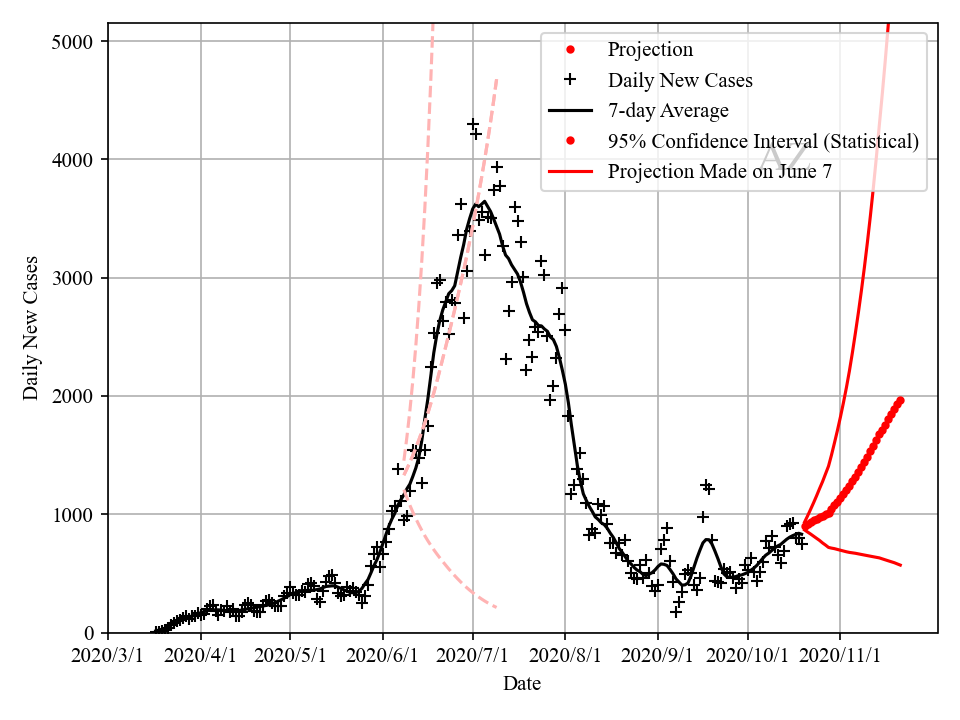 5000
4000
3000
2000
1000
0
Daily New Cases
Projection
Daily New Cases
7-day Average
95% Confidence Interval (Statistical)
Projection Made on June 7
AZ
2020/3/1 2020/4/1 2020/5/1 2020/6/1 2020/7/1 2020/8/1 2020/9/1 2020/10/1 2020/11/1
Date